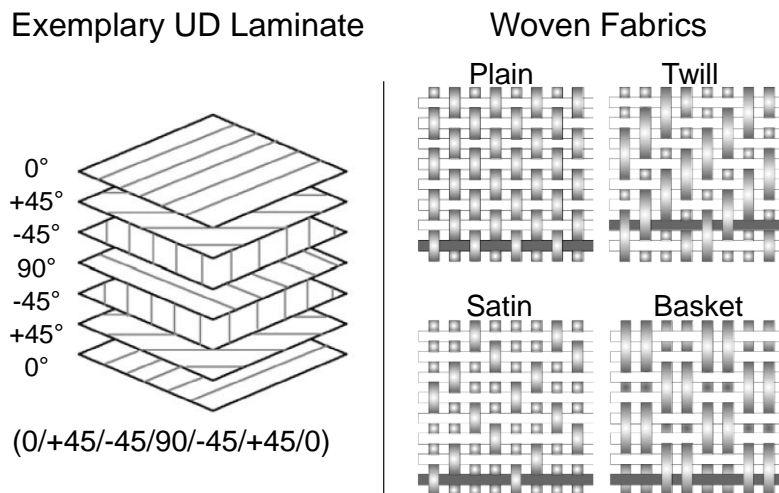 Exemplary UD Laminate
0°
+45°
-45°
90°
-45°
+45°
0°
(0/+45/-45/90/-45/+45/0)
Woven Fabrics
Plain
Twill
Satin
Basket